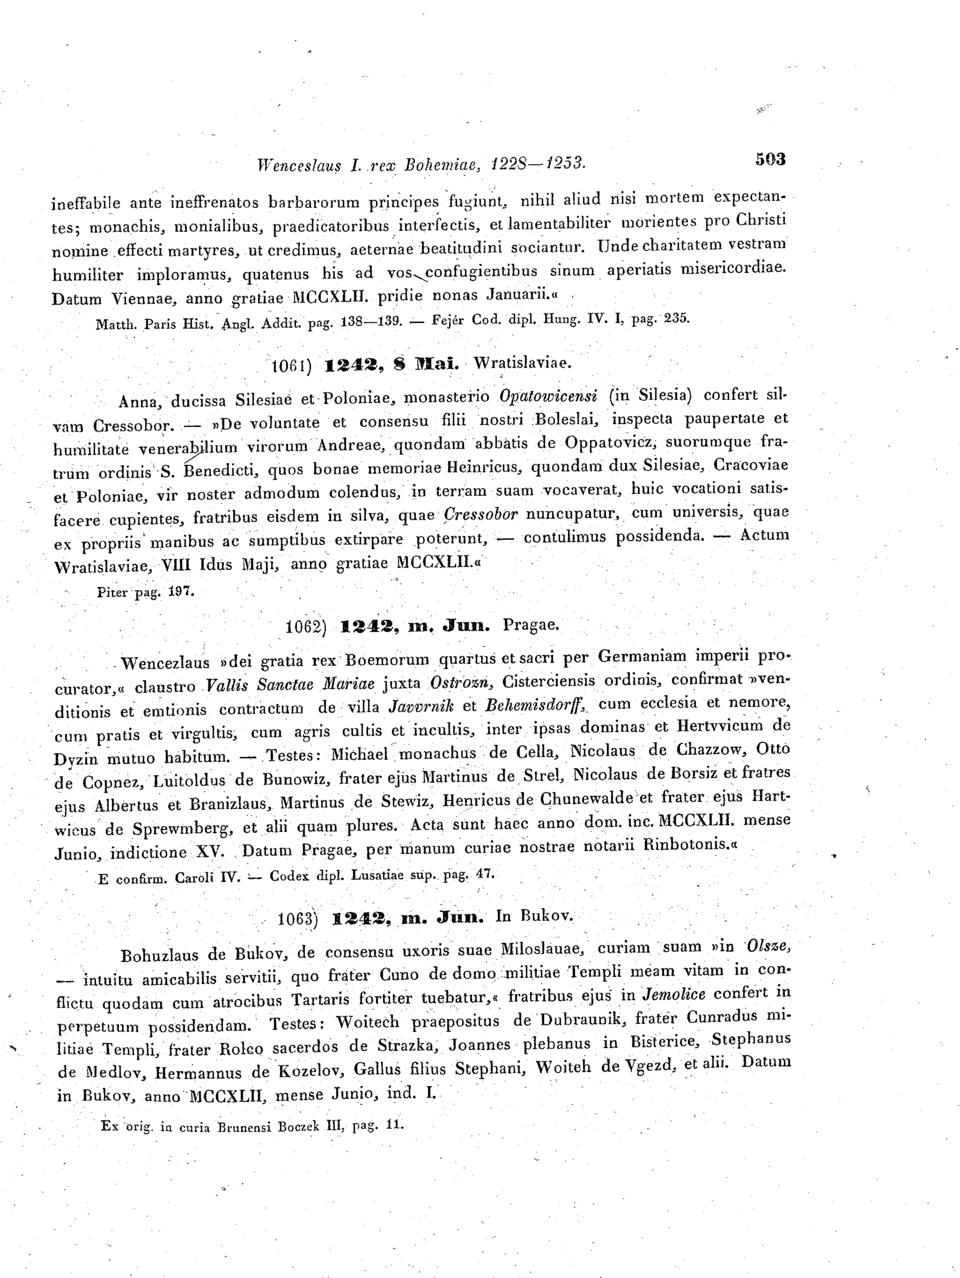 Wenceslaus I. rex Bohemiae, 1228—1253. 503
ineffabile ante ineffrenatos barbarorum principes fugiunt, nihil aliud nisi mortem expectan-
tes; monachis, monialibus, praedicatoribus interfectis, et lamentabiliter morientes pro Christi
nomine effecti martyres, ut credimus, aeternae beatitudini sociantur. Unde charitatem vestram
humiliter imploramus, quatenus his ad vos confugientibus sinum aperiatis misericordiae.
Datum Viennae, anno gratiae MCCXLII. pridie nonas Januarii.«
Matth. Paris Hist. Angl. Addit. pag. 138—139. — Fejér Cod. dipl. Hung. IV. I, pag. 235.
1061) 1242, 8 Mai. Wratislaviae.
Anna, ducissa Silesiae et Poloniae, monasterio Opatowicensi (in Silesia) confert sil-
vam Cressobor. — »De voluntate et consensu filii nostri Boleslai, inspecta paupertate et
humilitate venerabilium virorum Andreae, quondam abbatis de Oppatovicz, suorumque fra-
trum ordinis S. Benedicti, quos bonae memoriae Heinricus, quondam dux Silesiae, Cracoviae
et Poloniae, vir noster admodum colendus, in terram suam vocaverat, huic vocationi satis-
facere cupientes, fratribus eisdem in silva, quae Cressobor nuncupatur, cum universis, quae
ex propriis manibus ac sumptibus extirpare poterunt, — contulimus possidenda. — Actum
Wratislaviae, VIII Idus Maji, anno gratiae MCCXLII.«
Piter pag. 197.
1062) 1242, m. Jun. Pragae.
Wencezlaus »dei gratia rex Boemorum quartus et sacri per Germaniam imperii pro-
curator,« claustro Vallis Sanctae Mariae juxta Ostrozn, Cisterciensis ordinis, confirmat »ven-
ditionis et emtionis contractum de villa Javvrnik et Behemisdorff, cum ecclesia et nemore,
cum pratis et virgultis, cum agris cultis et incultis, inter ipsas dominas et Hertvvicum de
Dyzin mutuo habitum. — Testes: Michael monachus de Cella, Nicolaus de Chazzow, Otto
de Copnez, Luitoldus de Bunowiz, frater ejus Martinus de Strel, Nicolaus de Borsiz et fratres
ejus Albertus et Branizlaus, Martinus de Stewiz, Henricus de Chunewalde et frater ejus Hart-
wicus de Sprewmberg, et alii quam plures. Acta sunt haec anno dom. inc. MCCXLII. mense
Junio, indictione XV. Datum Pragae, per manum curiae nostrae notarii Rinbotonis.«
E confirm. Caroli IV. — Codex dipl. Lusatiae sup. pag. 47.
1063) 1242, m. Jun. In Bukov.
Bohuzlaus de Bukov, de consensu uxoris suae Miloslauae, curiam suam »in Olsze,
— intuitu amicabilis servitii, quo frater Cuno de domo militiae Templi meam vitam in con-
flictu quodam cum atrocibus Tartaris fortiter tuebatur,« fratribus ejus in Jemolice confert in
perpetuum possidendam. Testes: Woitech praepositus de Dubraunik, frater Cunradus mi-
litiae Templi, frater Rolco sacerdos de Strazka, Joannes plebanus in Bisterice, Stephanus
de Medlov, Hermannus de Kozelov, Gallus filius Stephani, Woiteh de Vgezd, et alii. Datum
in Bukov, anno MCCXLII, mense Junio, ind. I.
Ex orig. in curia Brunensi Boczek III, pag. 11.